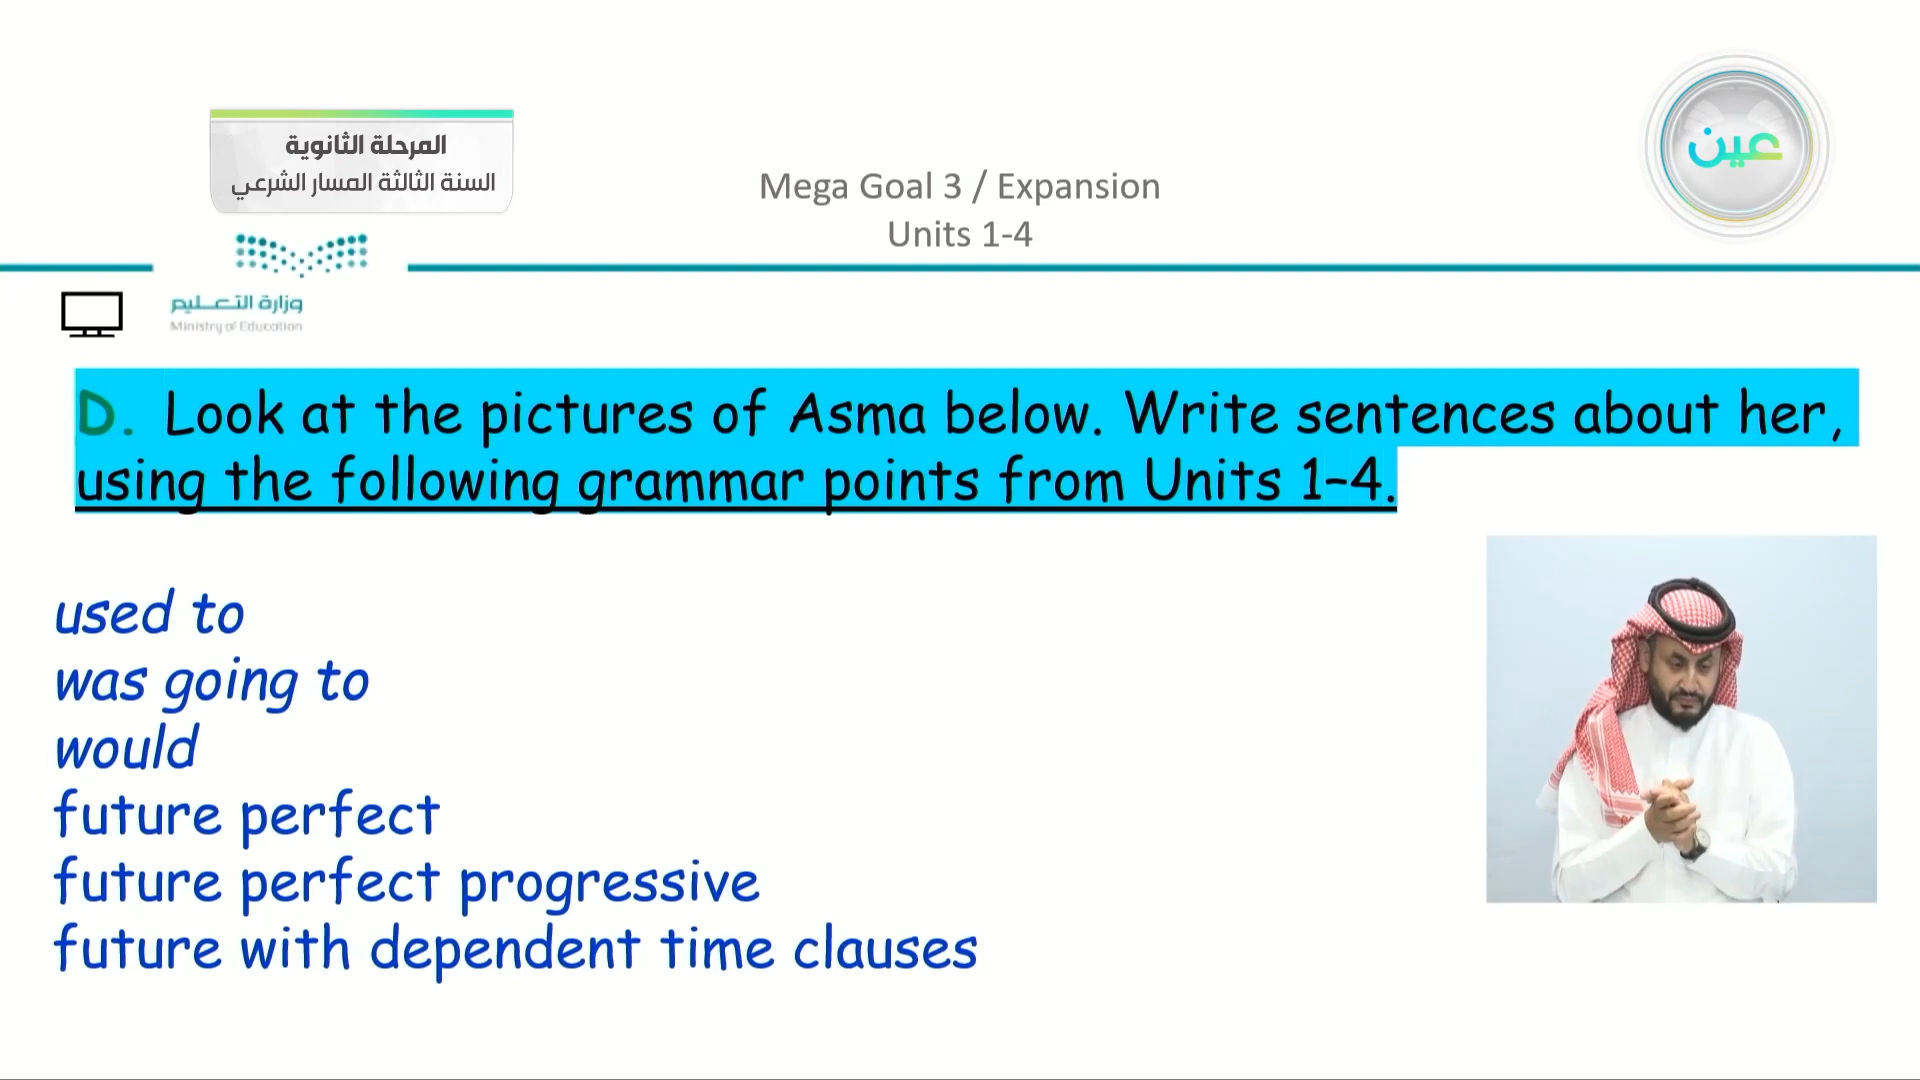 المرحلة الثانوية
السنة الثالثة المسار الشرعي
عين
Mega Goal 3 / Expansion
Units 1-4
وزارة التعليم
Ministry of Education
D. Look at the pictures of Asma below. Write sentences about her,
using the following grammar points from Units 1–4.
used to
was going to
would
future perfect
future perfect progressive
future with dependent time clauses